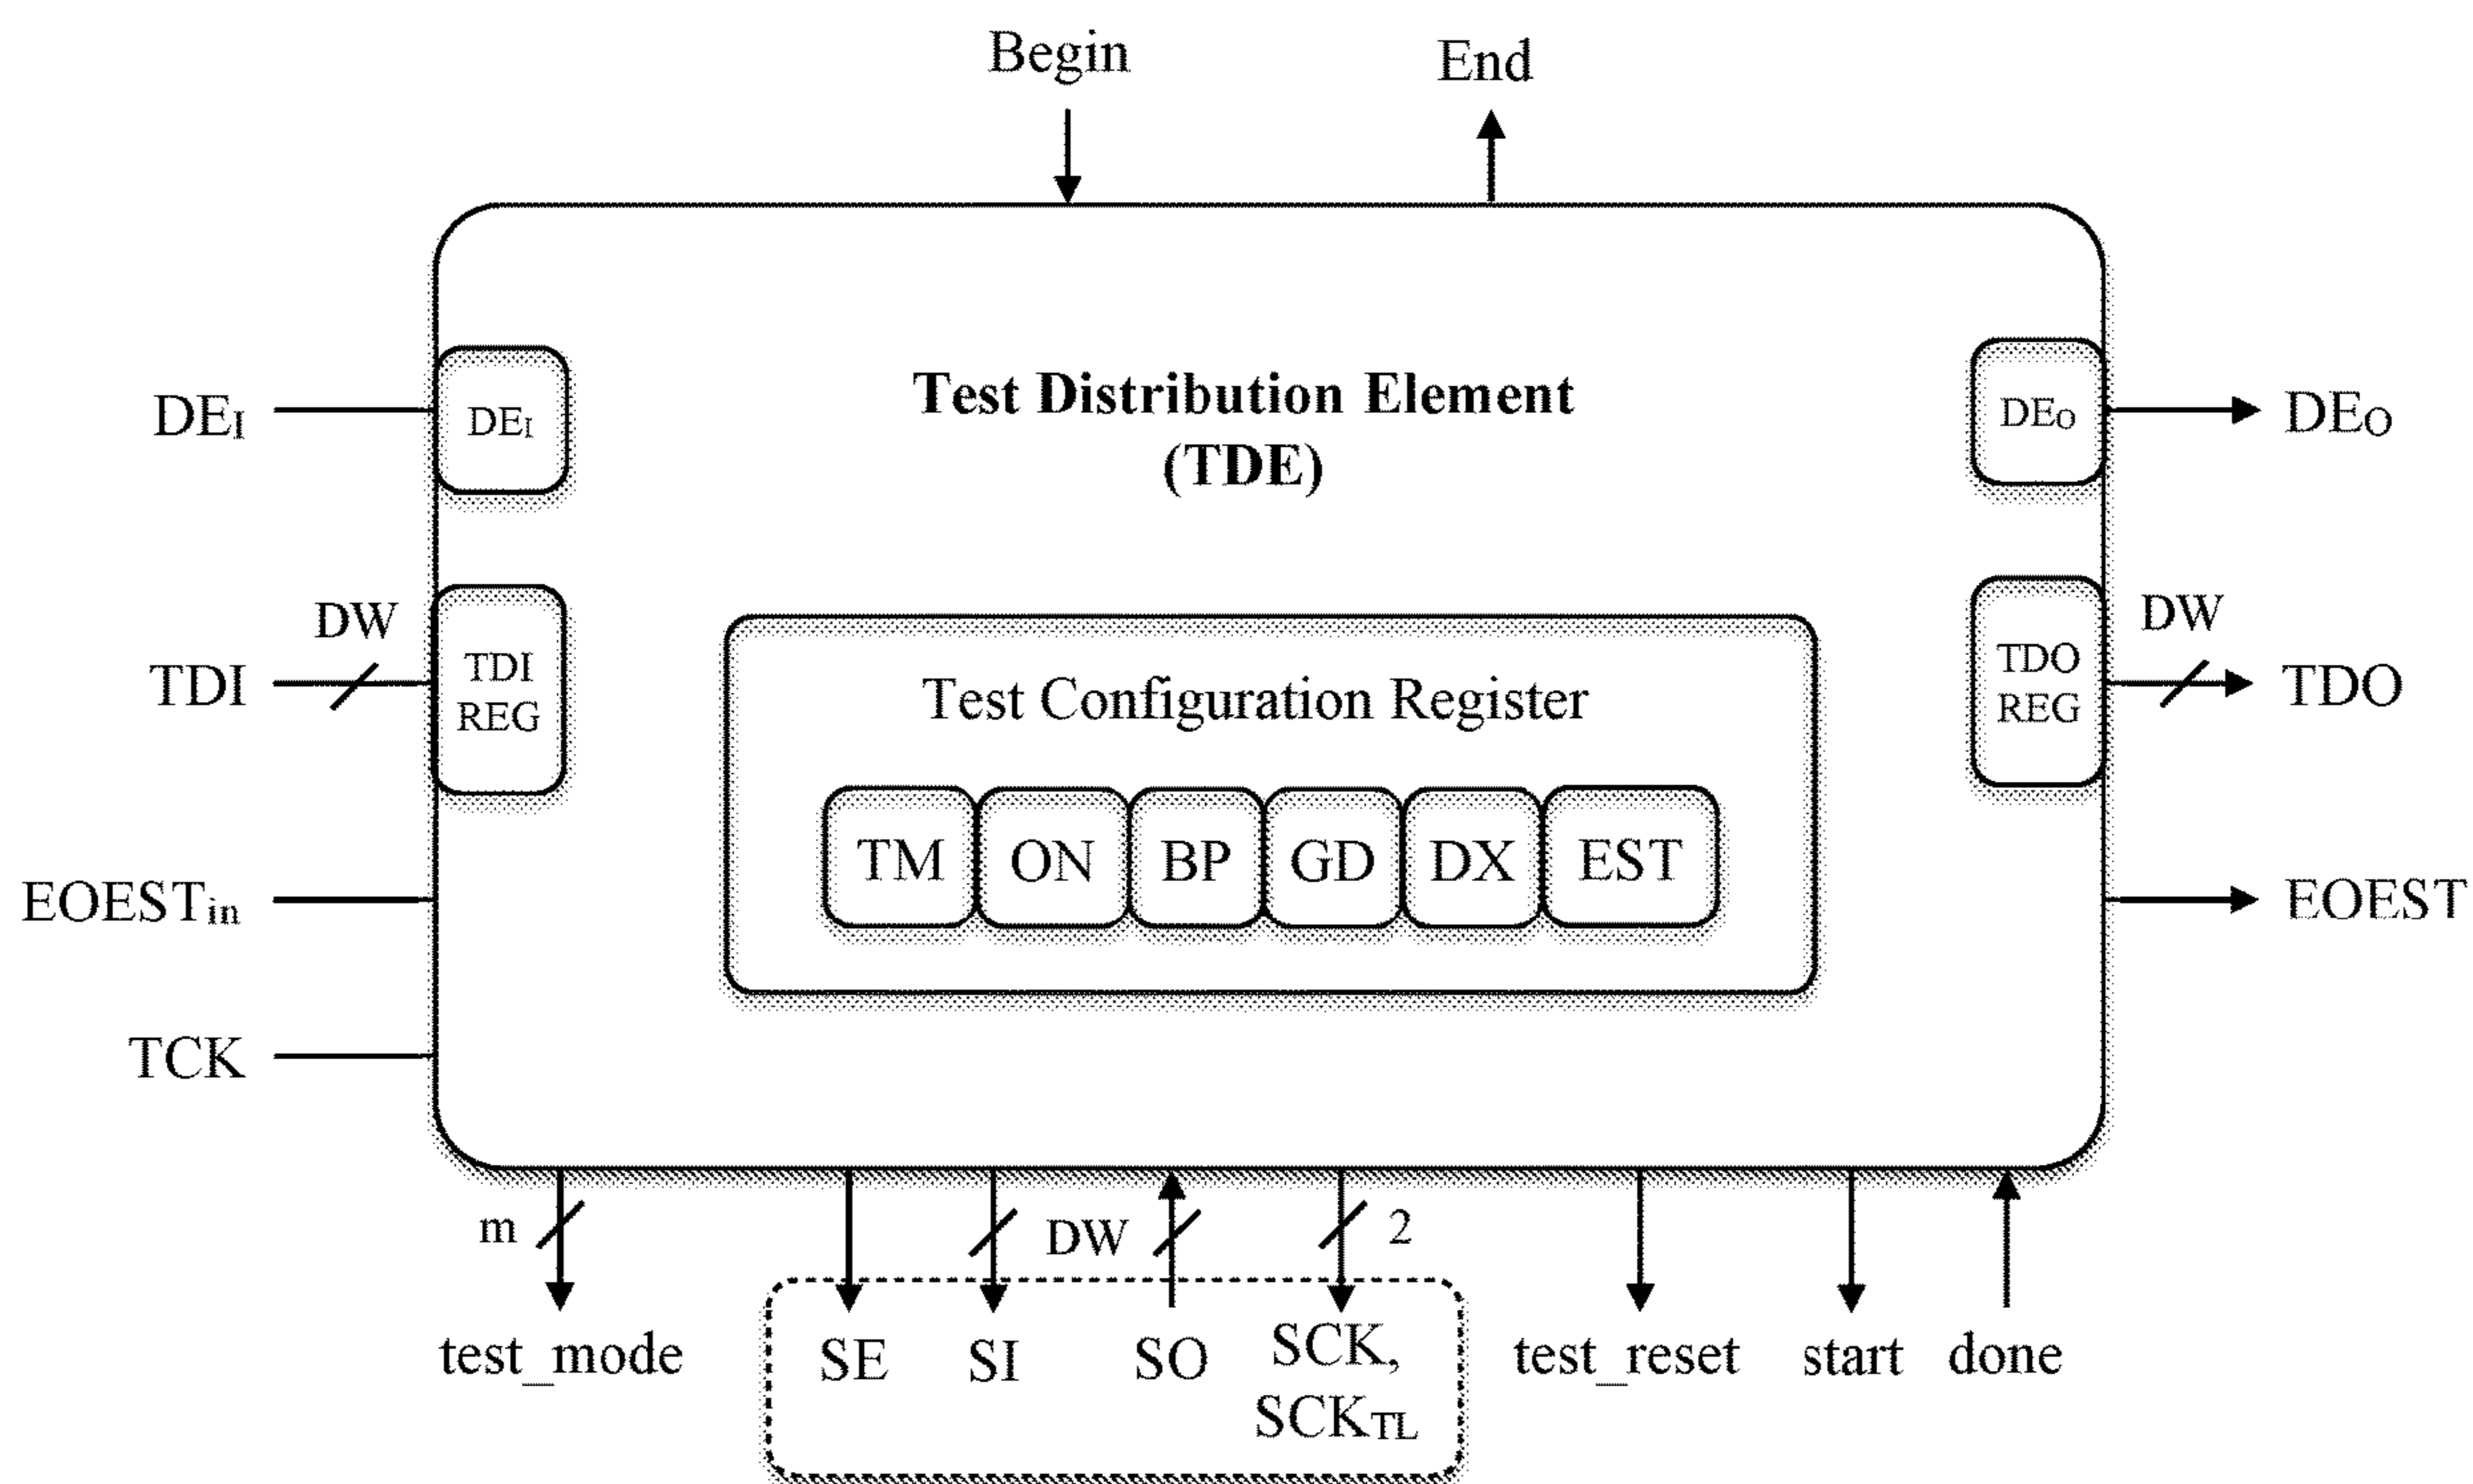 Begin
End
DEI
DEI
Test Distribution Element
(TDE)
DEO
DEO
DW
TDI
TDI
REG
TDO
REG
DW
TDO
Test Configuration Register
TM ON BP GD DX EST
EOESTin
EOEST
TCK
m
DW
2
test_mode
SE
SI
SO
SCK,
SCKTL
test_reset
start
done